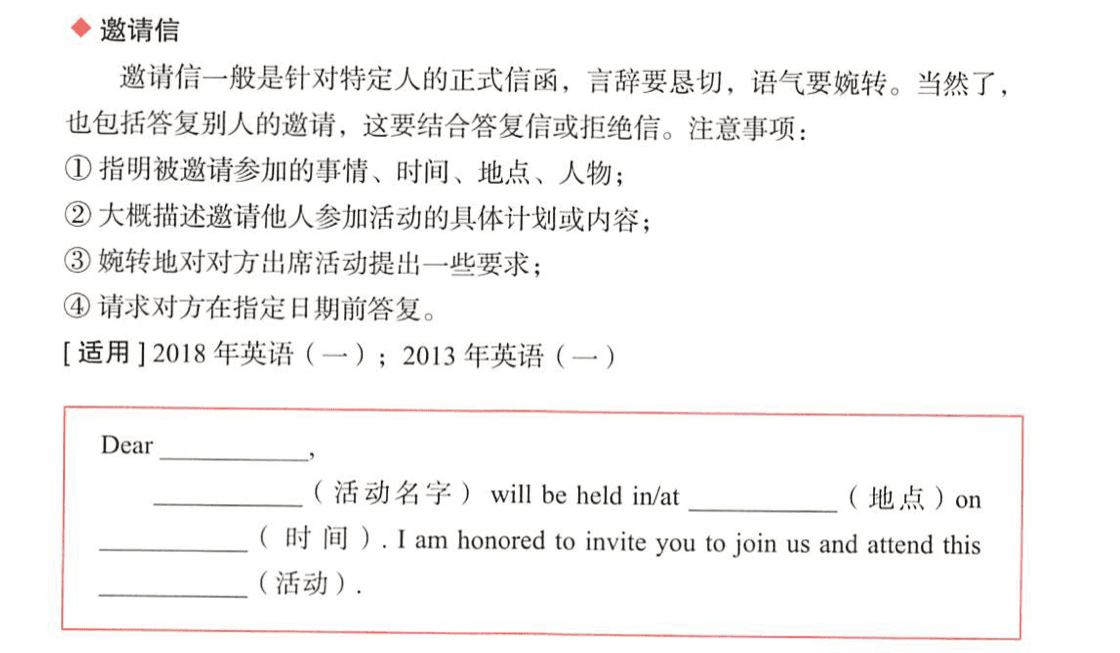 ◆ 邀请信
邀请信一般是针对特定人的正式信函，言辞要恳切，语气要婉转。当然了，
也包括答复别人的邀请，这要结合答复信或拒绝信。注意事项：
① 指明被邀请参加的事情、时间、地点、人物；
② 大概描述邀请他人参加活动的具体计划或内容；
③ 婉转地对对方出席活动提出一些要求；
④ 请求对方在指定日期前答复。
[ 适用 ] 2018 年英语（一）；2013 年英语（一）
Dear ___________,
___________（活动名字）will be held in/at ___________（地点）on
___________（时间）. I am honored to invite you to join us and attend this
___________（活动）.